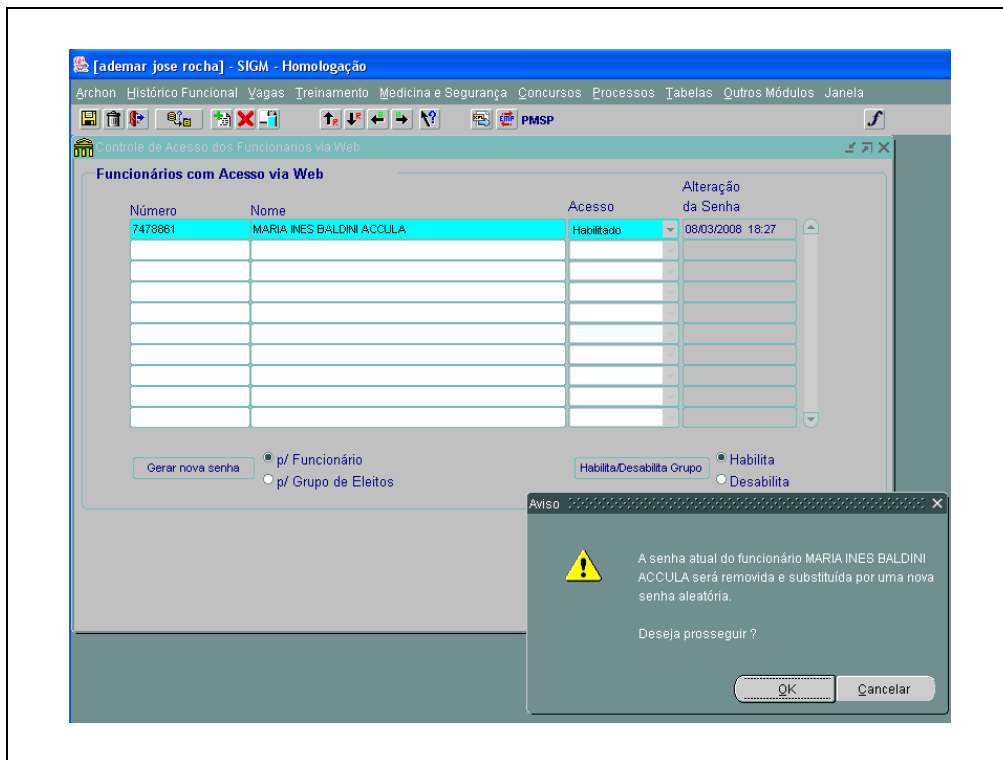 [ademar jose rocha] - SIGM - Homologação
Archon Histórico Funcional Vagas Treinamento Medicina e Segurança Concursos Processos Tabelas Outros Módulos Janela
PMSP
Controle de Acesso dos Funcionarios via Web
Funcionários com Acesso via Web
Alteração
Número Nome Acesso da Senha
7478861 MARIA INES BALDINI ACCULA Habilitado 08/03/2008 18:27
Gerar nova senha p/ Funcionário Habilita/Desabilita Grupo Habilita
p/ Grupo de Eleitos Desabilita
Aviso
A senha atual do funcionário MARIA INES BALDINI
ACCULA será removida e substituída por uma nova
senha aleatória.
Deseja prosseguir ?
OK Cancelar